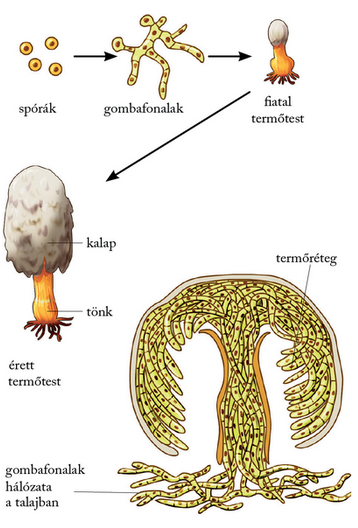 spórák
gombafonalak
fiatal
termőtest
kalap
tönk
érett
termőtest
termőréteg
gombafonalak
hálózata
a talajban